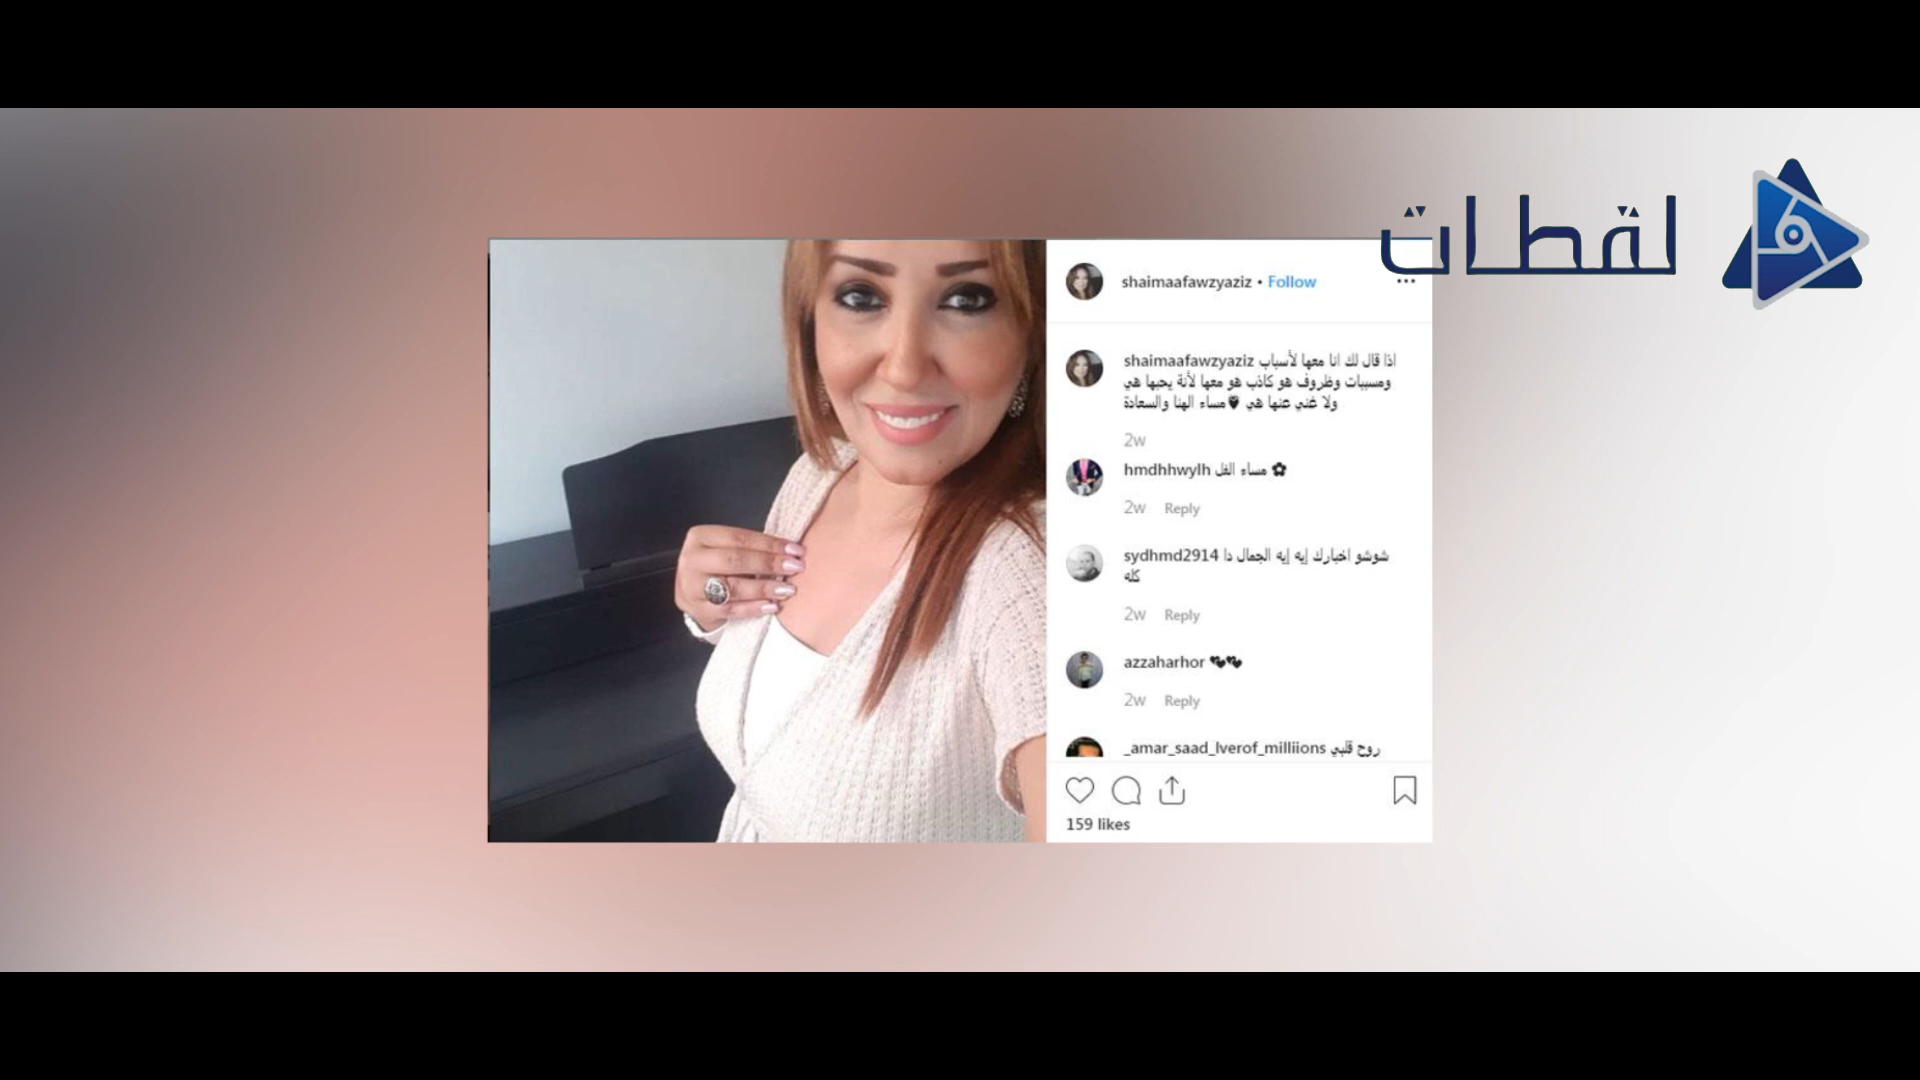 لقطات
shaimaafawzyaziz • Follow
shaimaafawzyaziz اذا قال لك انا معها لأسباب
ومسببات وظروف هو كاذب هو معها لأنة يحبها هي
ولا غني عنها هي 🖤مساء الهنا والسعادة
2w
hmdhhwylh مساء الفل ✿
2w Reply
sydhmd2914 شوشو اخبارك إيه إيه الجمال دا
كله
2w Reply
azzaharhor 💕💕
2w Reply
_amar_saad_lverof_milliions روح قلبي
159 likes